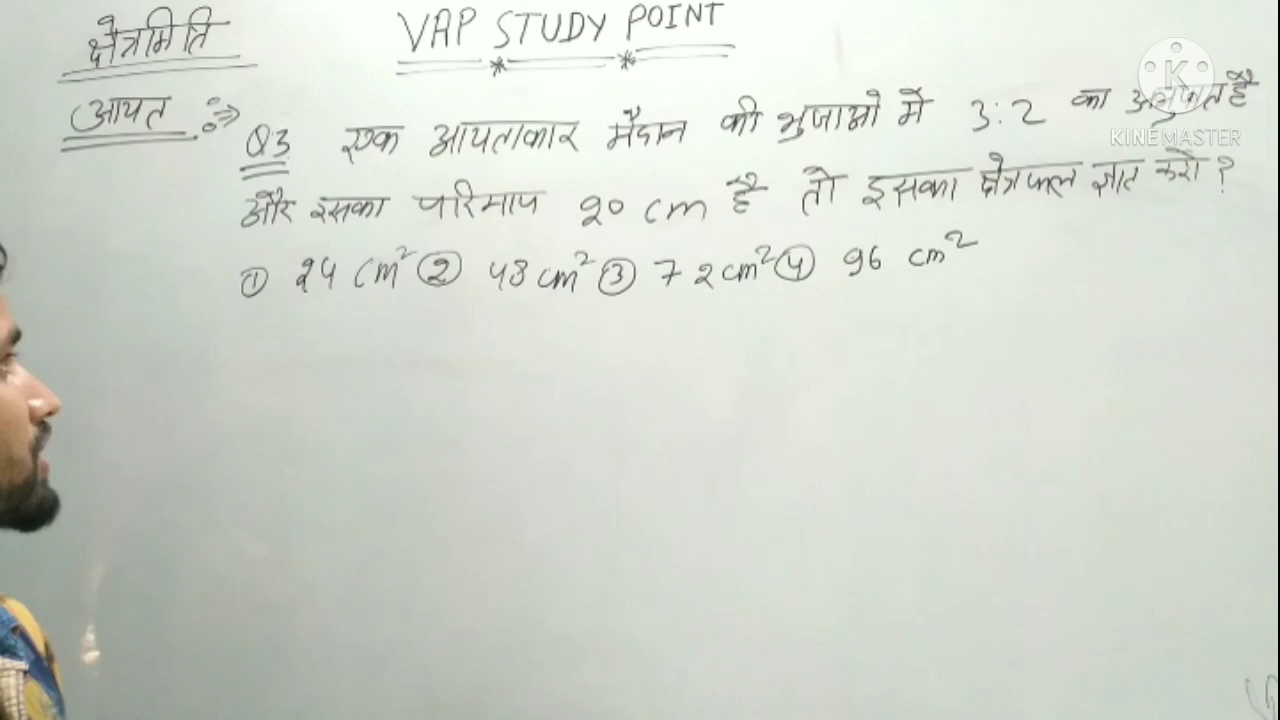 क्षेत्रमिति
VAP STUDY POINT
आयत
Q3 एक आयताकार मैदान की भुजाओ में 3:2 का अनुपात है
और इसका परिमाप 20 cm है तो इसका क्षेत्रफल ज्ञात करो?
① 24 cm² ② 48 cm² ③ 72 cm² ④ 96 cm²
K
KINEMASTER